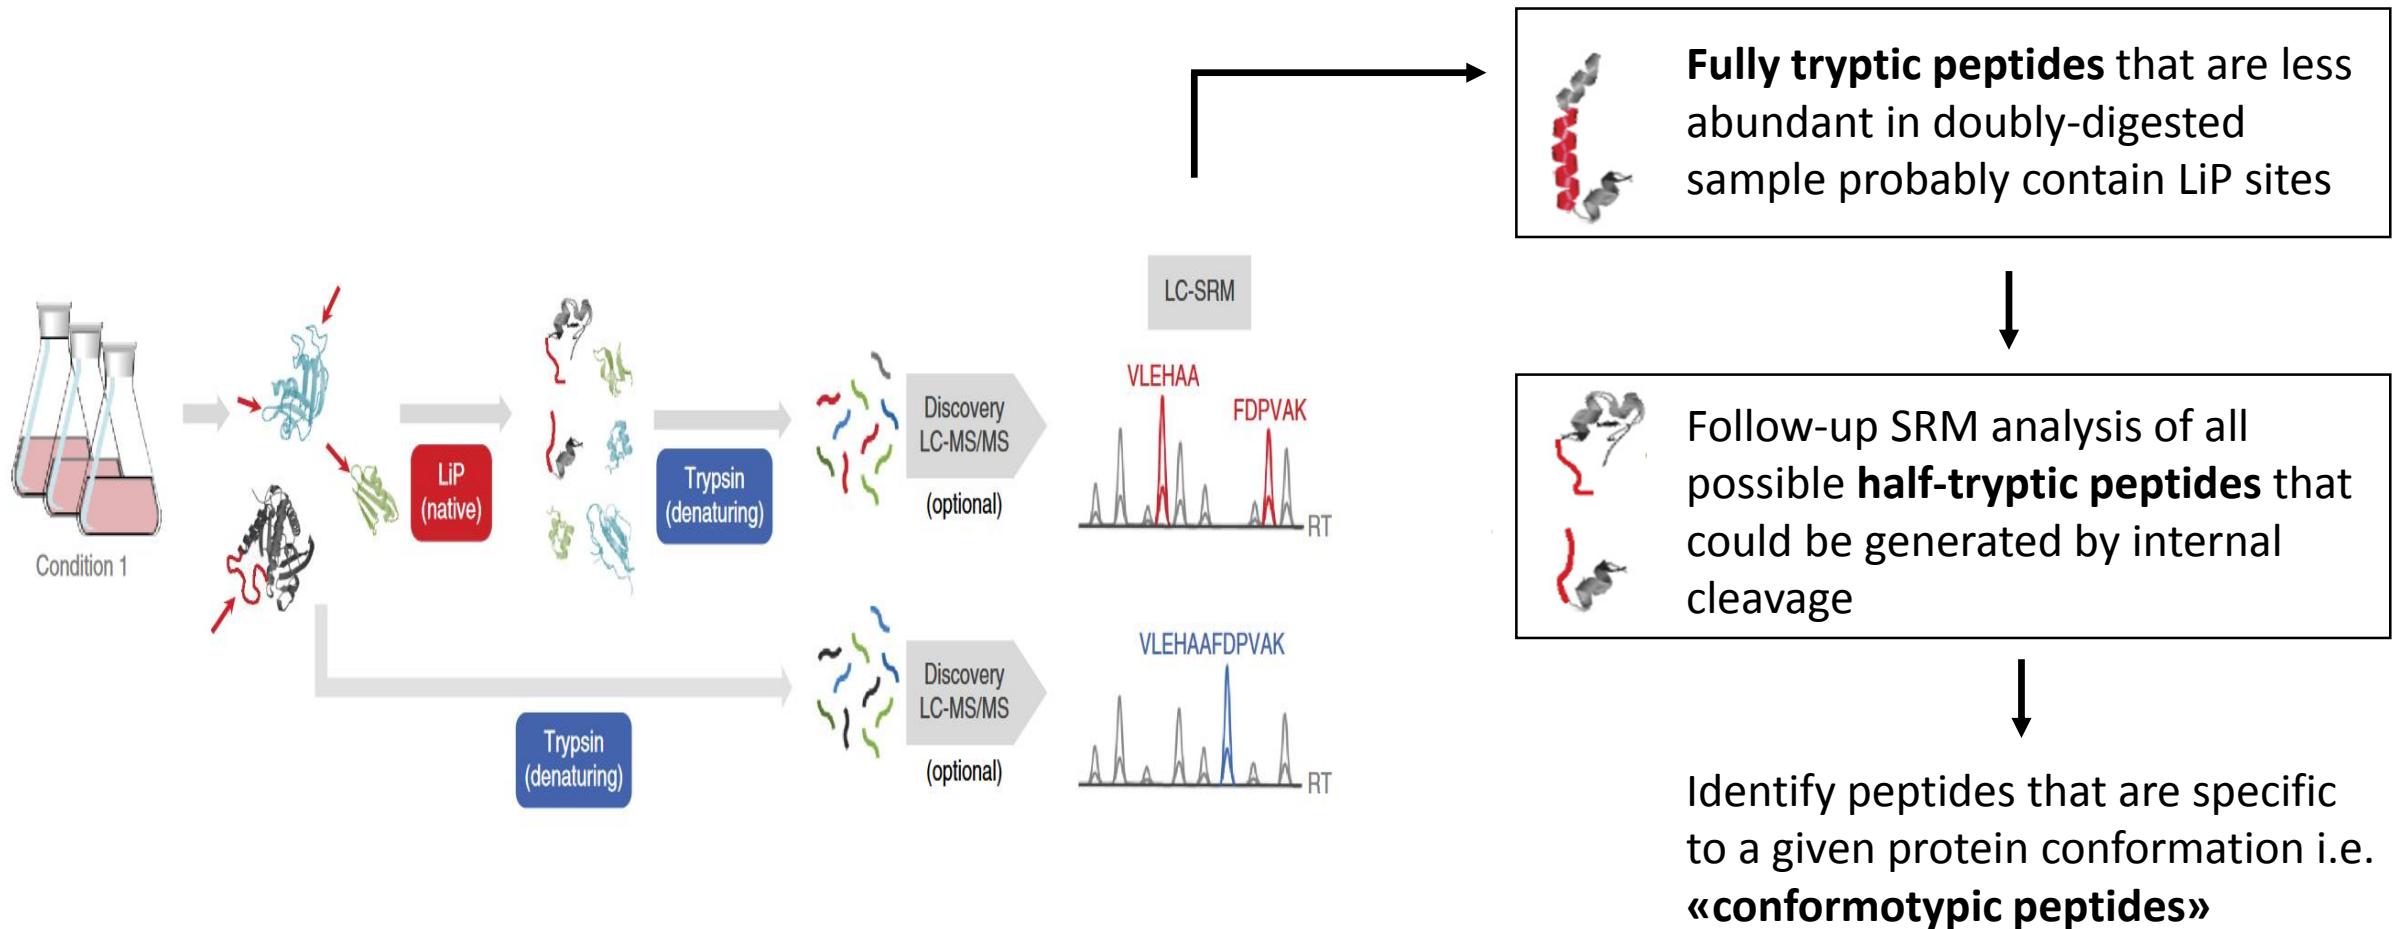 Condition 1
LiP
(native)
Trypsin
(denaturing)
Discovery
LC-MS/MS
(optional)
LC-SRM
VLEHAA
FDPVAK
RT
Trypsin
(denaturing)
Discovery
LC-MS/MS
(optional)
VLEHAAFDPVAK
RT
Fully tryptic peptides that are less
abundant in doubly-digested
sample probably contain LiP sites
Follow-up SRM analysis of all
possible half-tryptic peptides that
could be generated by internal
cleavage
Identify peptides that are specific
to a given protein conformation i.e.
«conformotypic peptides»